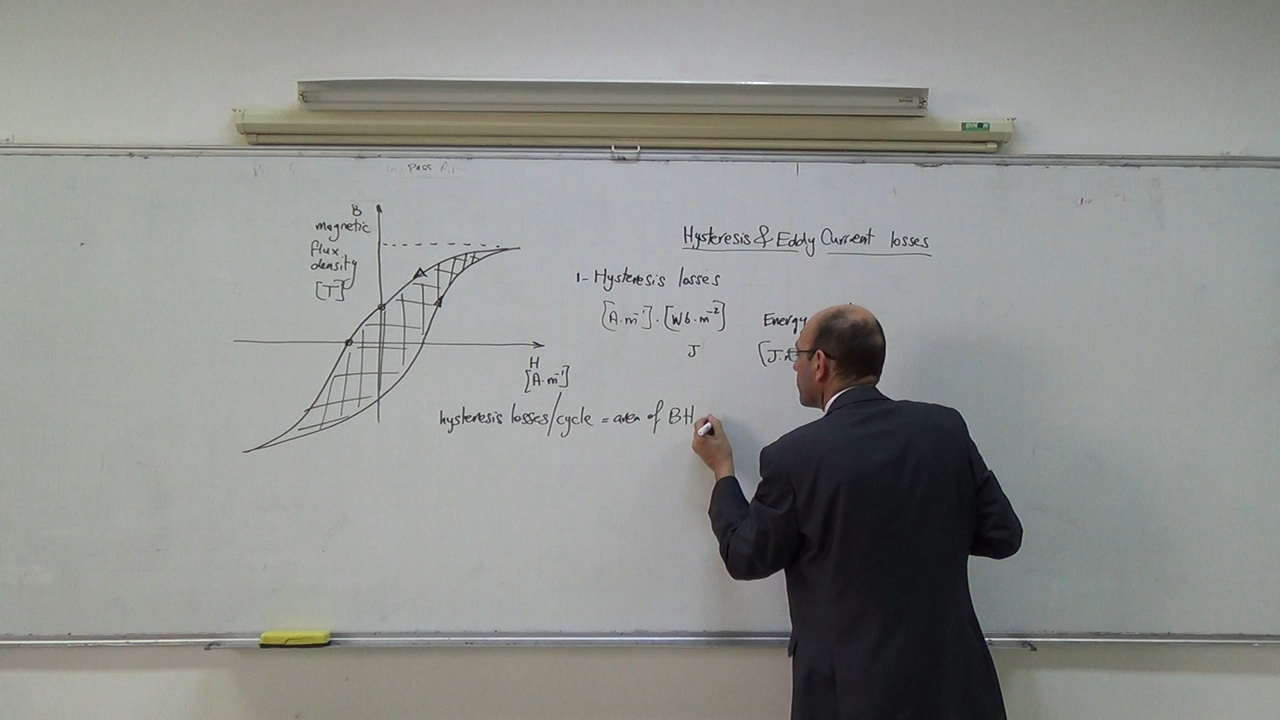 B
magnetic
flux
density
[T]
Hysteresis & Eddy Current losses
1- Hysteresis losses
[A.m⁻¹] . [Wb.m⁻²]
Energy
J
[J.
H
[A.m⁻¹]
hysteresis losses/cycle = area of BH